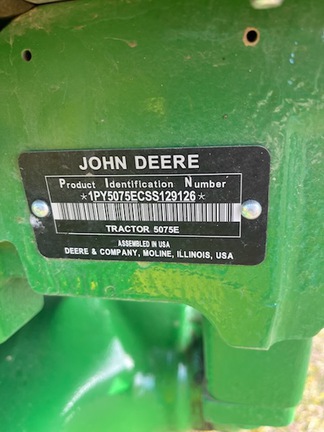 JOHN DEERE
Product Identification Number
*1PY5075ECSS129126*
TRACTOR 5075E
ASSEMBLED IN USA
DEERE & COMPANY, MOLINE, ILLINOIS, USA